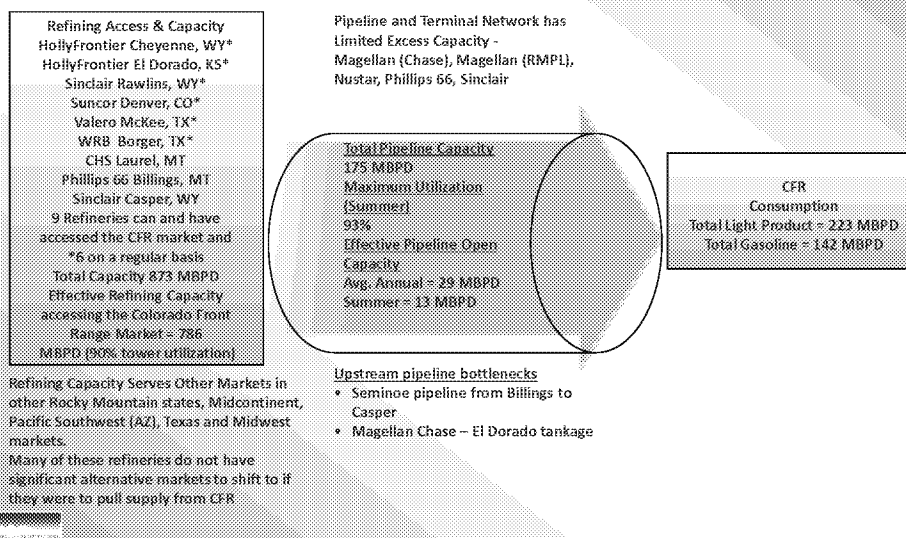 Refining Access & Capacity
HollyFrontier Cheyenne, WY*
HollyFrontier El Dorado, KS*
Sinclair Rawlins, WY*
Suncor Denver, CO*
Valero McKee, TX*
WRB Borger, TX*
CHS Laurel, MT
Phillips 66 Billings, MT
Sinclair Casper, WY
9 Refineries can and have
accessed the CFR market and
*6 on a regular basis
Total Capacity 873 MBPD
Effective Refining Capacity
accessing the Colorado Front
Range Market = 786
MBPD (90% tower utilization)
Refining Capacity Serves Other Markets in
other Rocky Mountain states, Midcontinent,
Pacific Southwest (AZ), Texas and Midwest
markets.
Many of these refineries do not have
significant alternative markets to shift to if
they were to pull supply from CFR
Pipeline and Terminal Network has
Limited Excess Capacity -
Magellan (Chase), Magellan (RMPL),
Nustar, Phillips 66, Sinclair
Total Pipeline Capacity
175 MBPD
Maximum Utilization
(Summer)
93%
Effective Pipeline Open
Capacity
Avg. Annual = 29 MBPD
Summer = 13 MBPD
Upstream pipeline bottlenecks
• Seminoe pipeline from Billings to
Casper
• Magellan Chase – El Dorado tankage
CFR
Consumption
Total Light Product = 223 MBPD
Total Gasoline = 142 MBPD